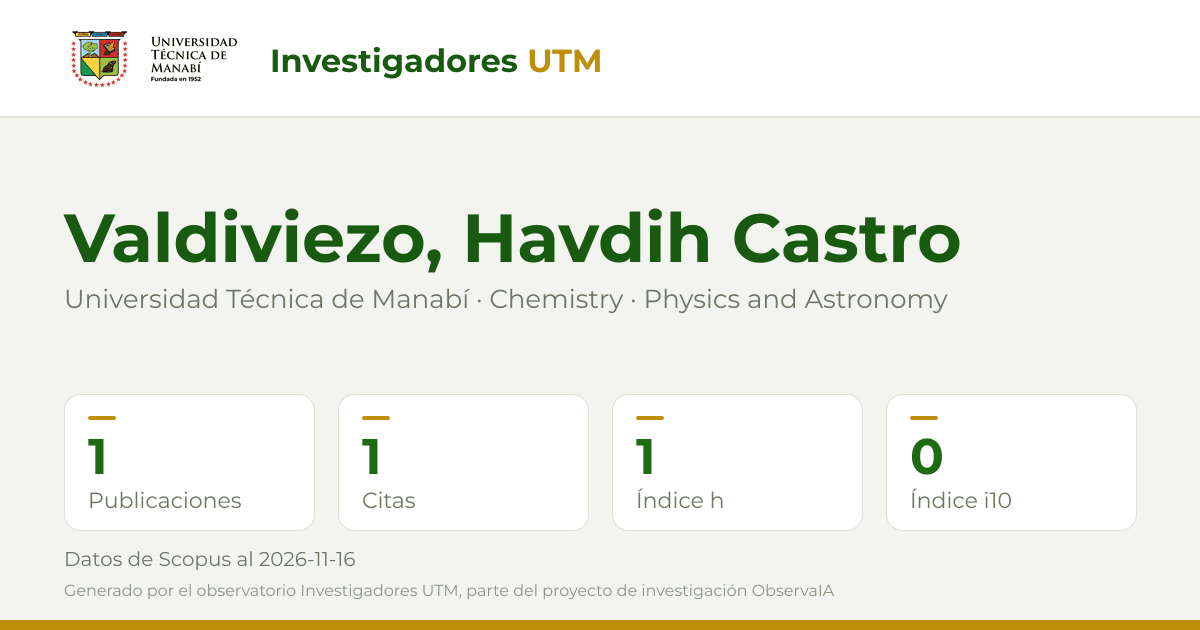 UNIVERSIDAD
TÉCNICA DE
MANABÍ
Fundada en 1952
Investigadores UTM
Valdiviezo, Havdih Castro
Universidad Técnica de Manabí · Chemistry · Physics and Astronomy
1
Publicaciones
1
Citas
1
Índice h
0
Índice i10
Datos de Scopus al 2026-11-16
Generado por el observatorio Investigadores UTM, parte del proyecto de investigación ObservaIA